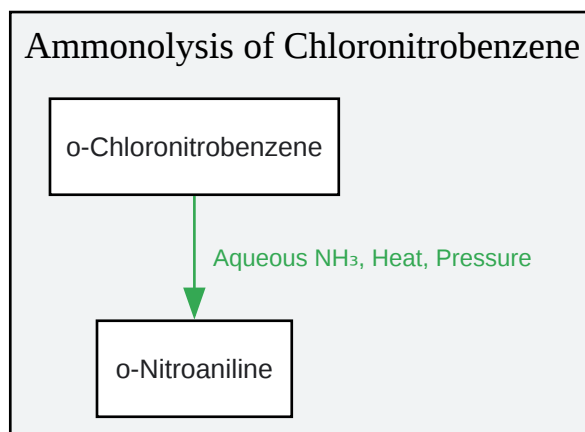 Ammonolysis of Chloronitrobenzene
o-Chloronitrobenzene
Aqueous NH₃, Heat, Pressure
o-Nitroaniline